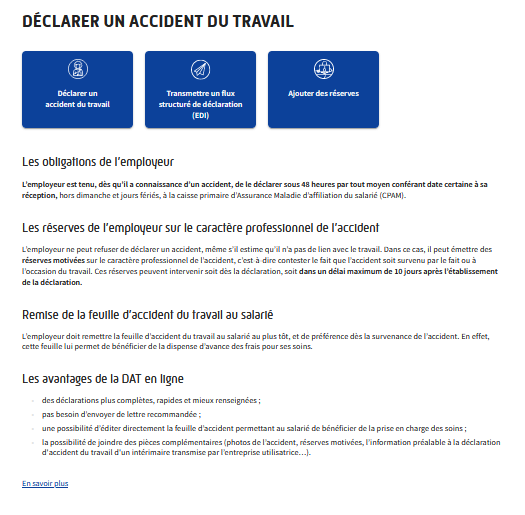 DÉCLARER UN ACCIDENT DU TRAVAIL
Déclarer un
accident du travail
Transmettre un flux
structuré de déclaration
(EDI)
Ajouter des réserves
Les obligations de l'employeur
L'employeur est tenu, dès qu'il a connaissance d'un accident, de le déclarer sous 48 heures par tout moyen conférant date certaine à sa
réception, hors dimanche et jours fériés, à la caisse primaire d'Assurance Maladie d'affiliation du salarié (CPAM).
Les réserves de l'employeur sur le caractère professionnel de l'accident
L'employeur ne peut refuser de déclarer un accident, même s'il estime qu'il n'a pas de lien avec le travail. Dans ce cas, il peut émettre des
réserves motivées sur le caractère professionnel de l'accident, c'est-à-dire contester le fait que l'accident soit survenu par le fait ou à
l'occasion du travail. Ces réserves peuvent intervenir soit dès la déclaration, soit dans un délai maximum de 10 jours après l'établissement
de la déclaration.
Remise de la feuille d'accident du travail au salarié
L'employeur doit remettre la feuille d'accident du travail au salarié au plus tôt, et de préférence dès la survenance de l'accident. En effet,
cette feuille lui permet de bénéficier de la dispense d'avance des frais pour ses soins.
Les avantages de la DAT en ligne
des déclarations plus complètes, rapides et mieux renseignées ;
pas besoin d'envoyer de lettre recommandée ;
une possibilité d'éditer directement la feuille d'accident permettant au salarié de bénéficier de la prise en charge des soins ;
la possibilité de joindre des pièces complémentaires (photos de l'accident, réserves motivées, l'information préalable à la déclaration
d'accident du travail d'un intérimaire transmise par l'entreprise utilisatrice…).
En savoir plus